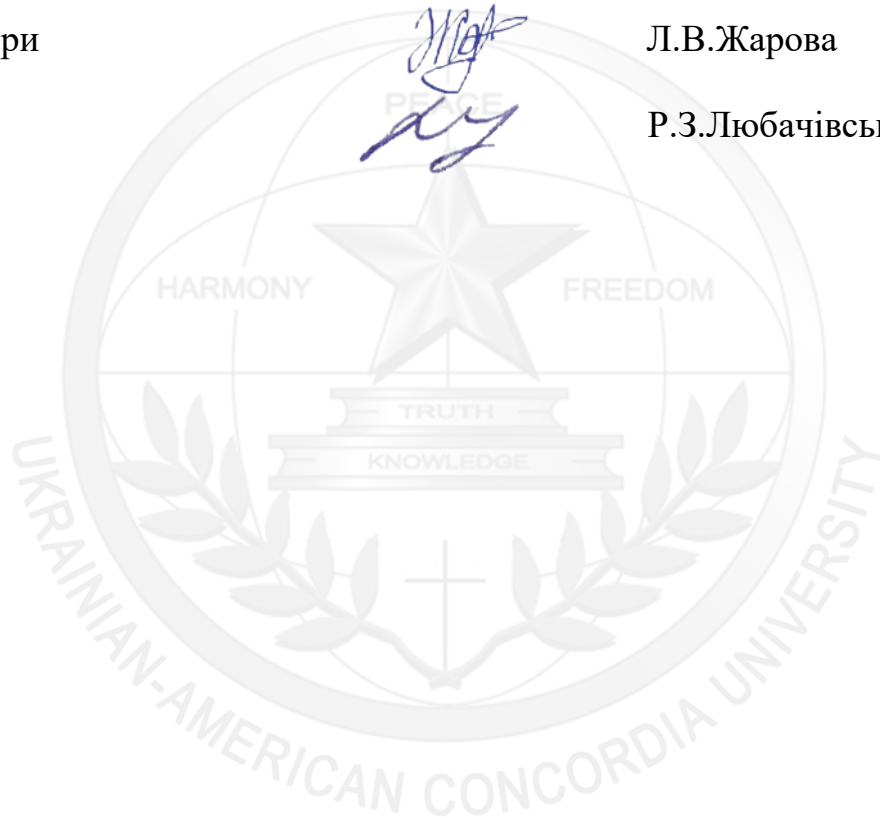 ри Л.В.Жарова
PEACE
Р.З.Любачівсь
HARMONY FREEDOM
TRUTH
KNOWLEDGE
UKRAINIAN-AMERICAN CONCORDIA UNIVERSITY